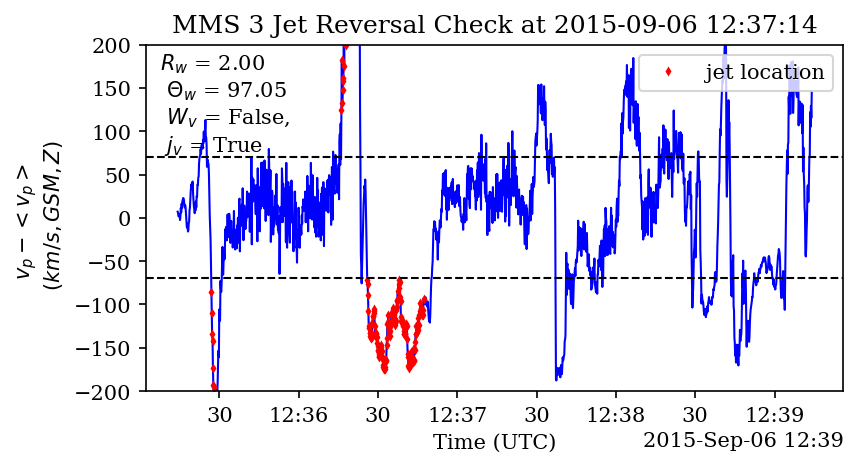 MMS 3 Jet Reversal Check at 2015-09-06 12:37:14
R_w = 2.00
Θ_w = 97.05
W_v = False,
j_v = True
jet location
v_p − < v_p >
(km/s, GSM, Z)
200
150
100
50
0
−50
−100
−150
−200
30 12:36 30 12:37 30 12:38 30 12:39
Time (UTC)
2015-Sep-06 12:39